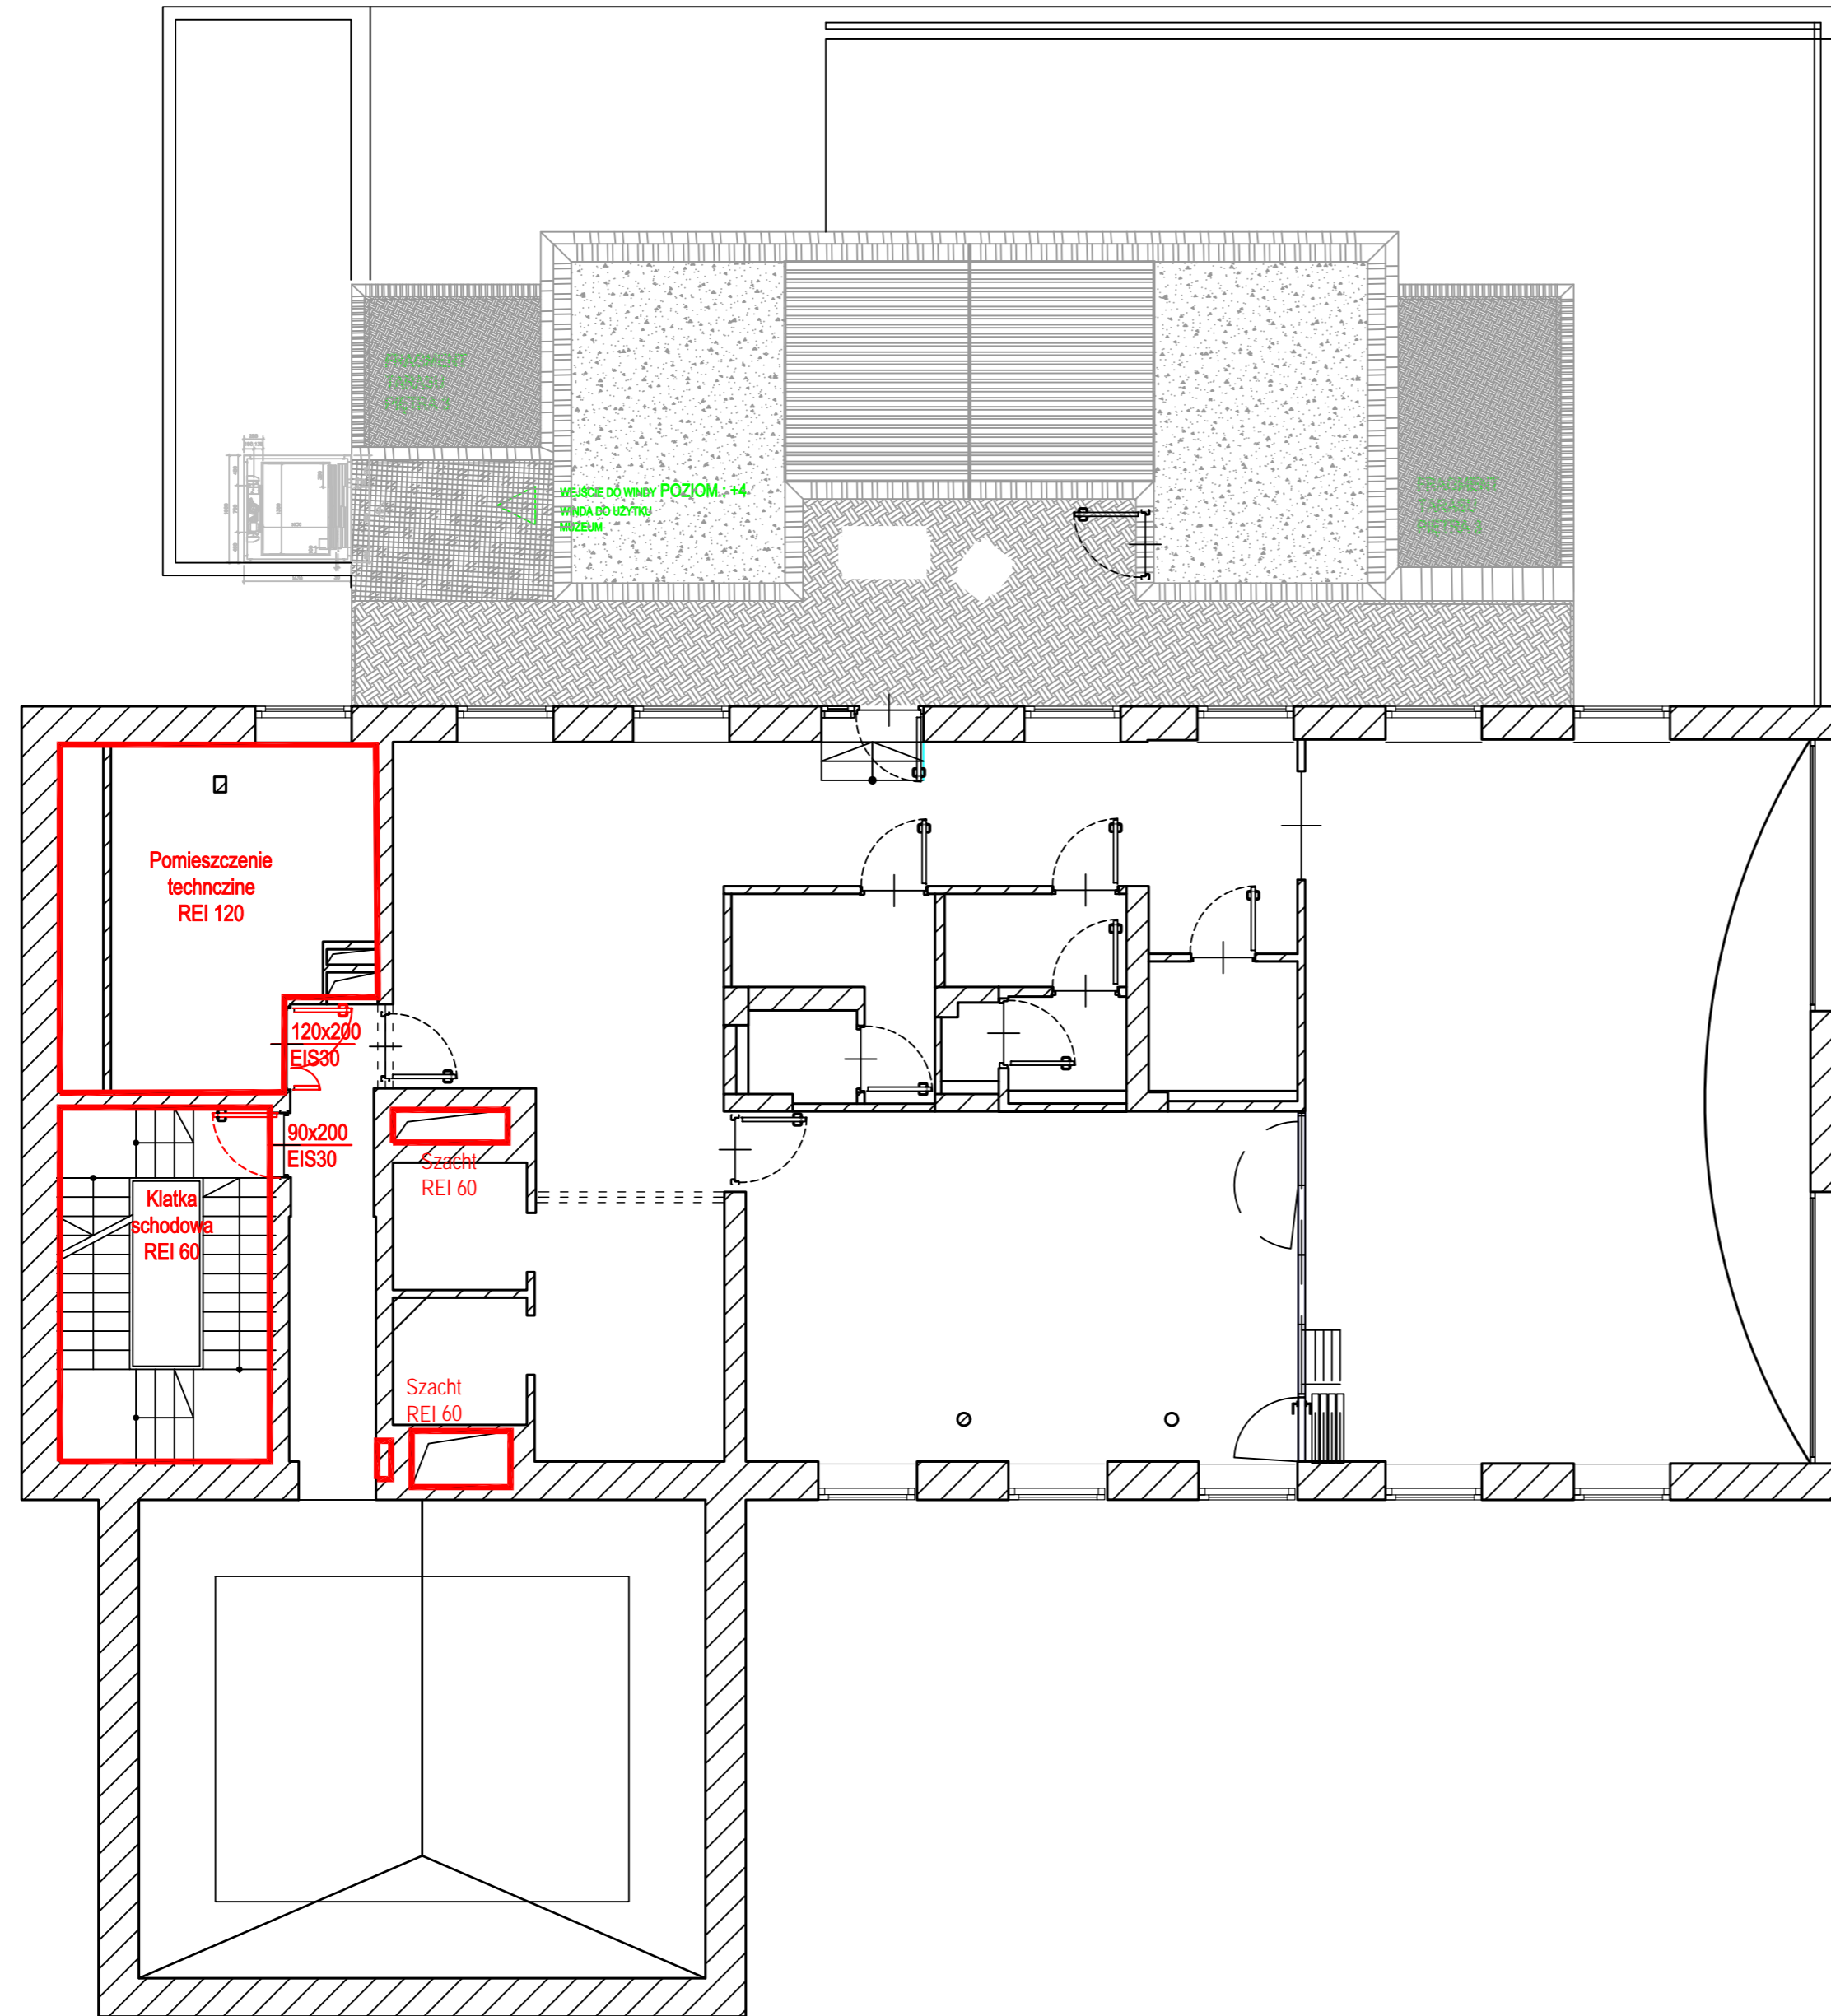 FRAGMENT
TARASU
PIĘTRA 3
WEJŚCIE DO WINDY POZIOM +4
WINDA DO UŻYTKU
MUZEUM
FRAGMENT
TARASU
PIĘTRA 3
Pomieszczenie
technczine
REI 120
120x200
EIS30
90x200
EIS30
Szacht
REI 60
Klatka
schodowa
REI 60
Szacht
REI 60